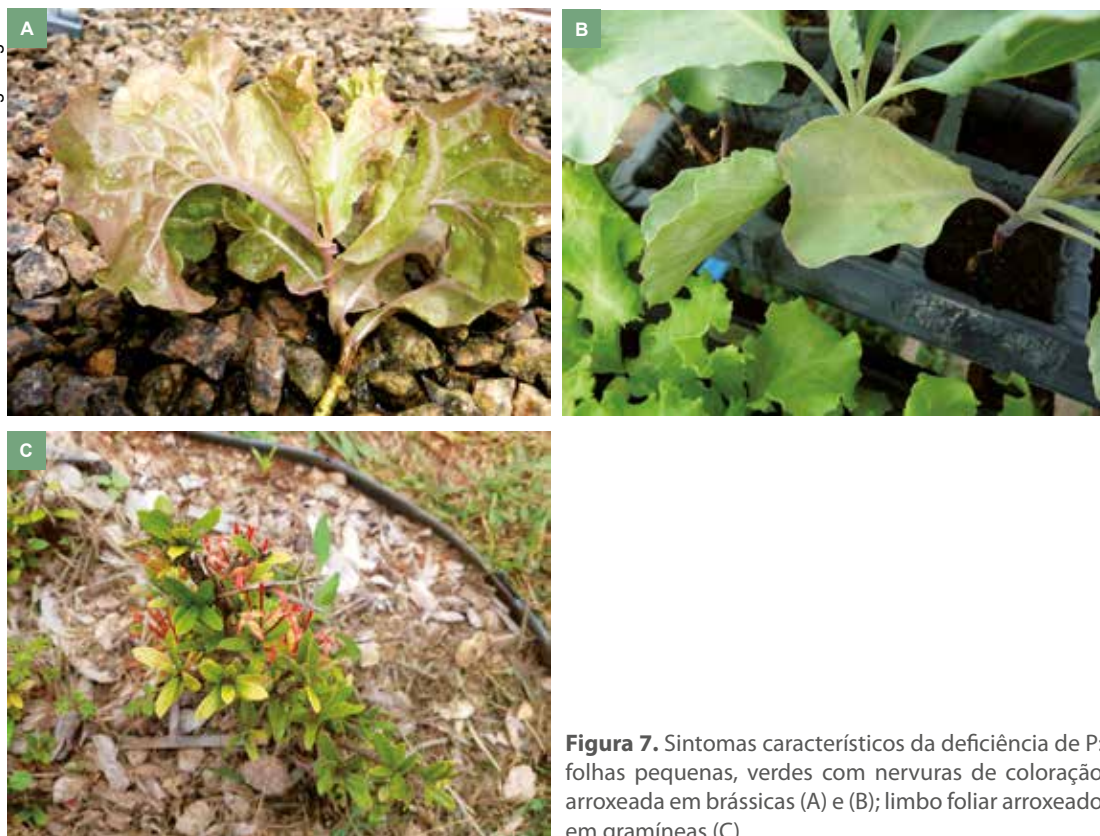 A
B
C
Figura 7. Sintomas característicos da deficiência de P:
folhas pequenas, verdes com nervuras de coloração
arroxeada em brássicas (A) e (B); limbo foliar arroxeado
em gramíneas (C)